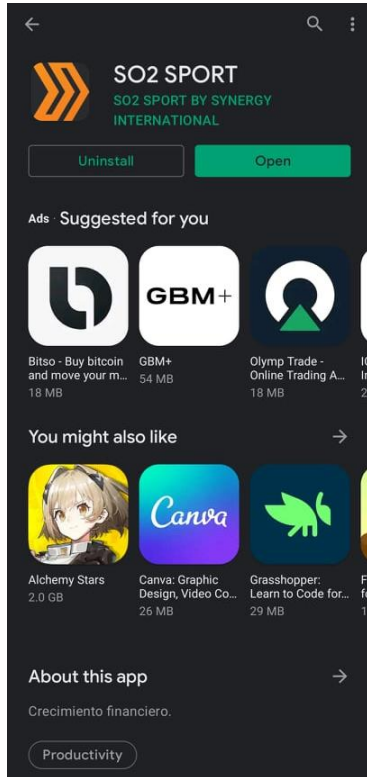 SO2 SPORT
SO2 SPORT BY SYNERGY
INTERNATIONAL
Uninstall
Open
Ads · Suggested for you
Bitso - Buy bitcoin
and move your m...
18 MB
GBM+
GBM+
54 MB
Olymp Trade -
Online Trading A...
18 MB
You might also like
Alchemy Stars
2.0 GB
Canva
Canva: Graphic
Design, Video Co...
26 MB
Grasshopper:
Learn to Code for...
29 MB
About this app
Crecimiento financiero.
Productivity